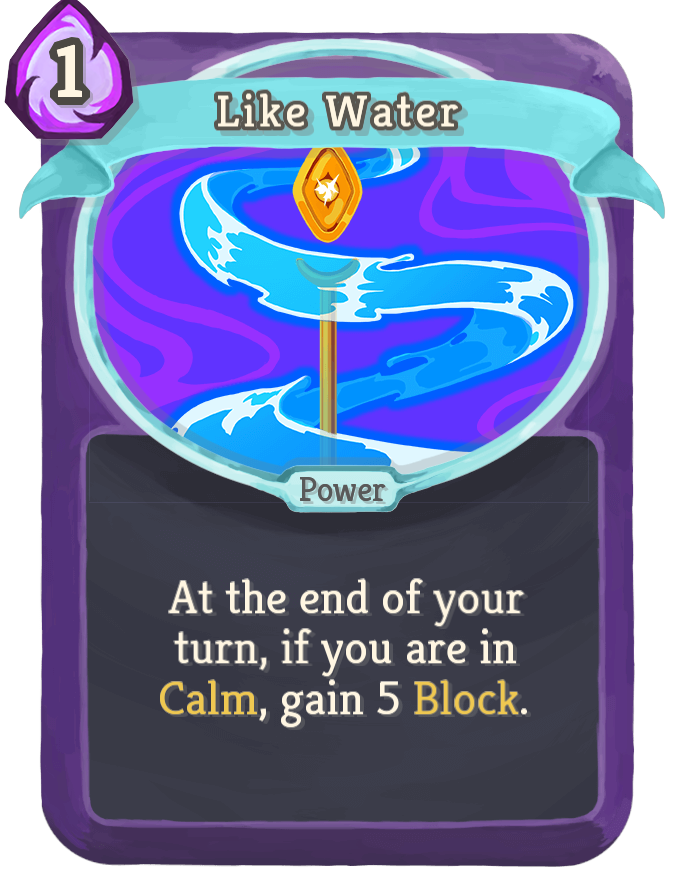 1
Like Water
Power
At the end of your
turn, if you are in
Calm, gain 5 Block.